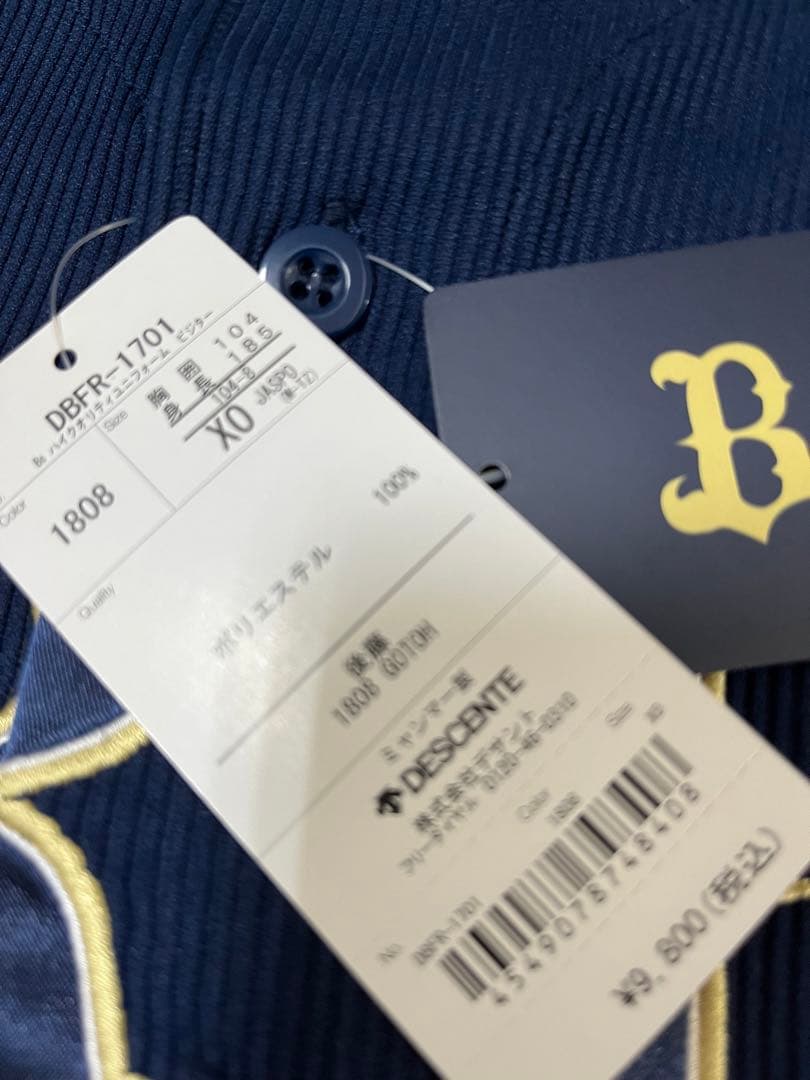 DBFR-1701
Bs ハイクオリティユニフォーム ビジター
Color
1808
Size
胸囲 104
身長 185
104-8
XO
JASPO
Quality
ポリエステル 100%
後藤
1808 GOTOH
ミャンマー製
DESCENTE
株式会社デサント
フリーダイヤル 0120-46-0310
No
DBFR-1701
Color
1808
Size
XO
4549078748408
¥9,800(税込)
B